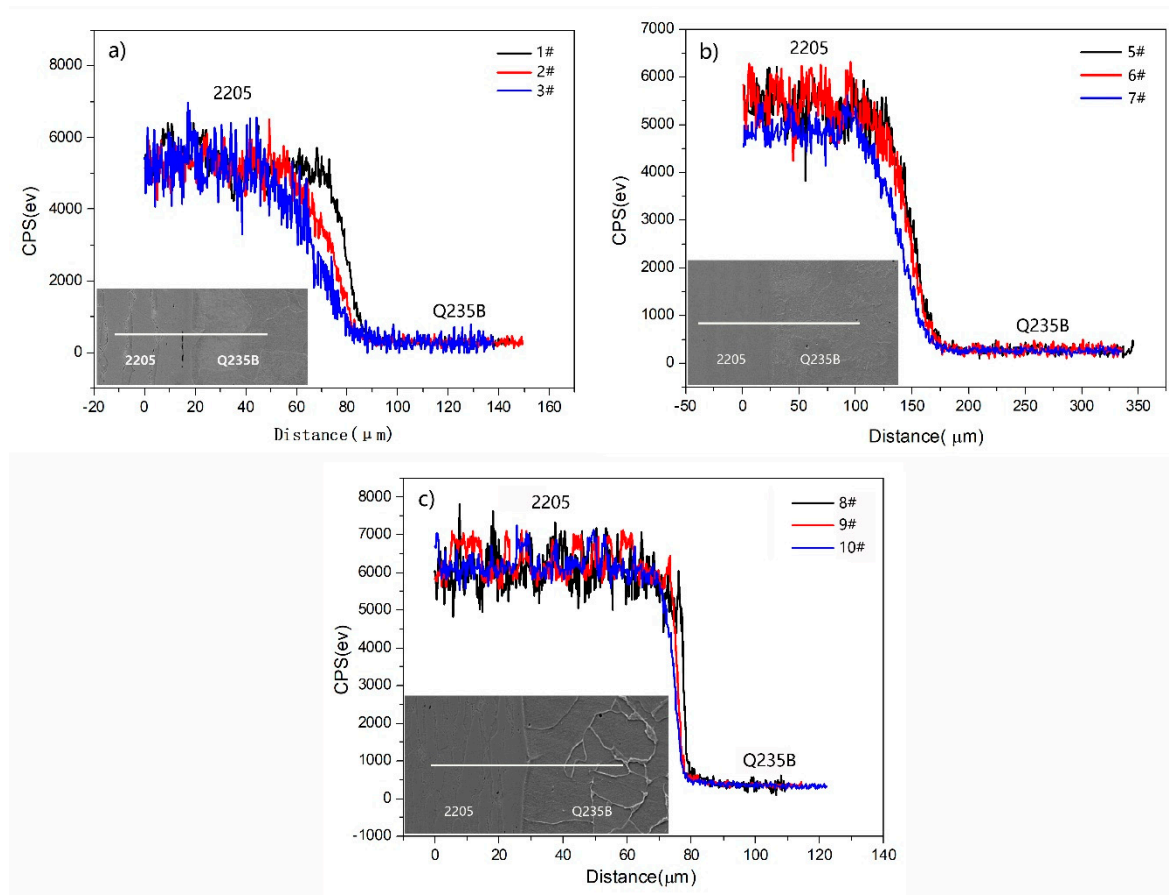 a)
2205
1#
2#
3#
8000
6000
4000
2000
0
CPS(ev)
Q235B
2205
Q235B
-20 0 20 40 60 80 100 120 140 160
Distance(μm)
b)
2205
5#
6#
7#
7000
6000
5000
4000
3000
2000
1000
0
CPS(ev)
Q235B
2205
Q235B
-50 0 50 100 150 200 250 300 350
Distance( μm)
c)
2205
8#
9#
10#
8000
7000
6000
5000
4000
3000
2000
1000
0
-1000
CPS(ev)
Q235B
2205
Q235B
0 20 40 60 80 100 120 140
Distance(μm)